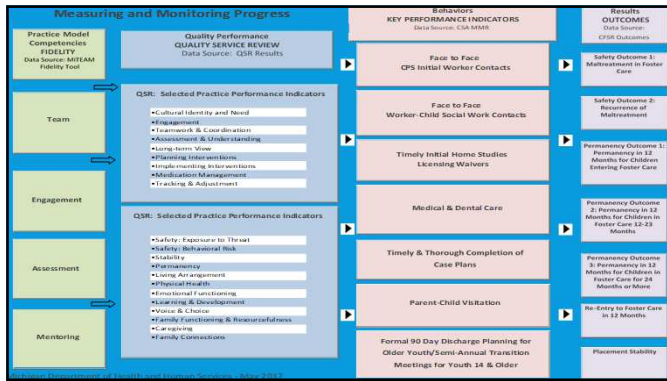 Measuring and Monitoring Progress
Practice Model
Competencies
FIDELITY
Data Source: MiTEAM
Fidelity Tool
Team
Engagement
Assessment
Mentoring
Quality Performance
QUALITY SERVICE REVIEW
Data Source: QSR Results
QSR: Selected Practice Performance Indicators
•Cultural Identity and Need
•Engagement
•Teamwork & Coordination
•Assessment & Understanding
•Long-term View
•Planning Interventions
•Implementing Interventions
•Medication Management
•Tracking & Adjustment
QSR: Selected Practice Performance Indicators
•Safety: Exposure to Threat
•Safety: Behavioral Risk
•Stability
•Permanency
•Living Arrangement
•Physical Health
•Emotional Functioning
•Learning & Development
•Voice & Choice
•Family Functioning & Resourcefulness
•Caregiving
•Family Connections
Behaviors
KEY PERFORMANCE INDICATORS
Data Source: CSA MMR
Face to Face
CPS Initial Worker Contacts
Face to Face
Worker-Child Social Work Contacts
Timely Initial Home Studies
Licensing Waivers
Medical & Dental Care
Timely & Thorough Completion of
Case Plans
Parent-Child Visitation
Formal 90 Day Discharge Planning for
Older Youth/Semi-Annual Transition
Meetings for Youth 14 & Older
Results
OUTCOMES
Data Source:
CFSR Outcomes
Safety Outcome 1:
Maltreatment in Foster
Care
Safety Outcome 2:
Recurrence of
Maltreatment
Permanency Outcome 1:
Permanency in 12
Months for Children
Entering Foster Care
Permanency Outcome
2: Permanency in 12
Months for Children in
Foster Care 12-23
Months
Permanency Outcome
3: Permanency in 12
Months for Children in
Foster Care for 24
Months or More
Re-Entry to Foster Care
in 12 Months
Placement Stability
Michigan Department of Health and Human Services - May 2017